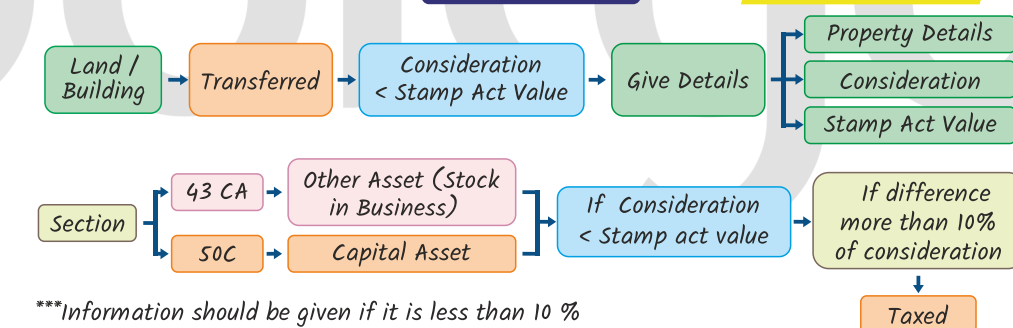 Land /
Building
Transferred
Consideration
< Stamp Act Value
Give Details
Property Details
Consideration
Stamp Act Value
Section
43 CA
Other Asset (Stock
in Business)
50C
Capital Asset
If Consideration
< Stamp act value
If difference
more than 10%
of consideration
Taxed
***Information should be given if it is less than 10 %